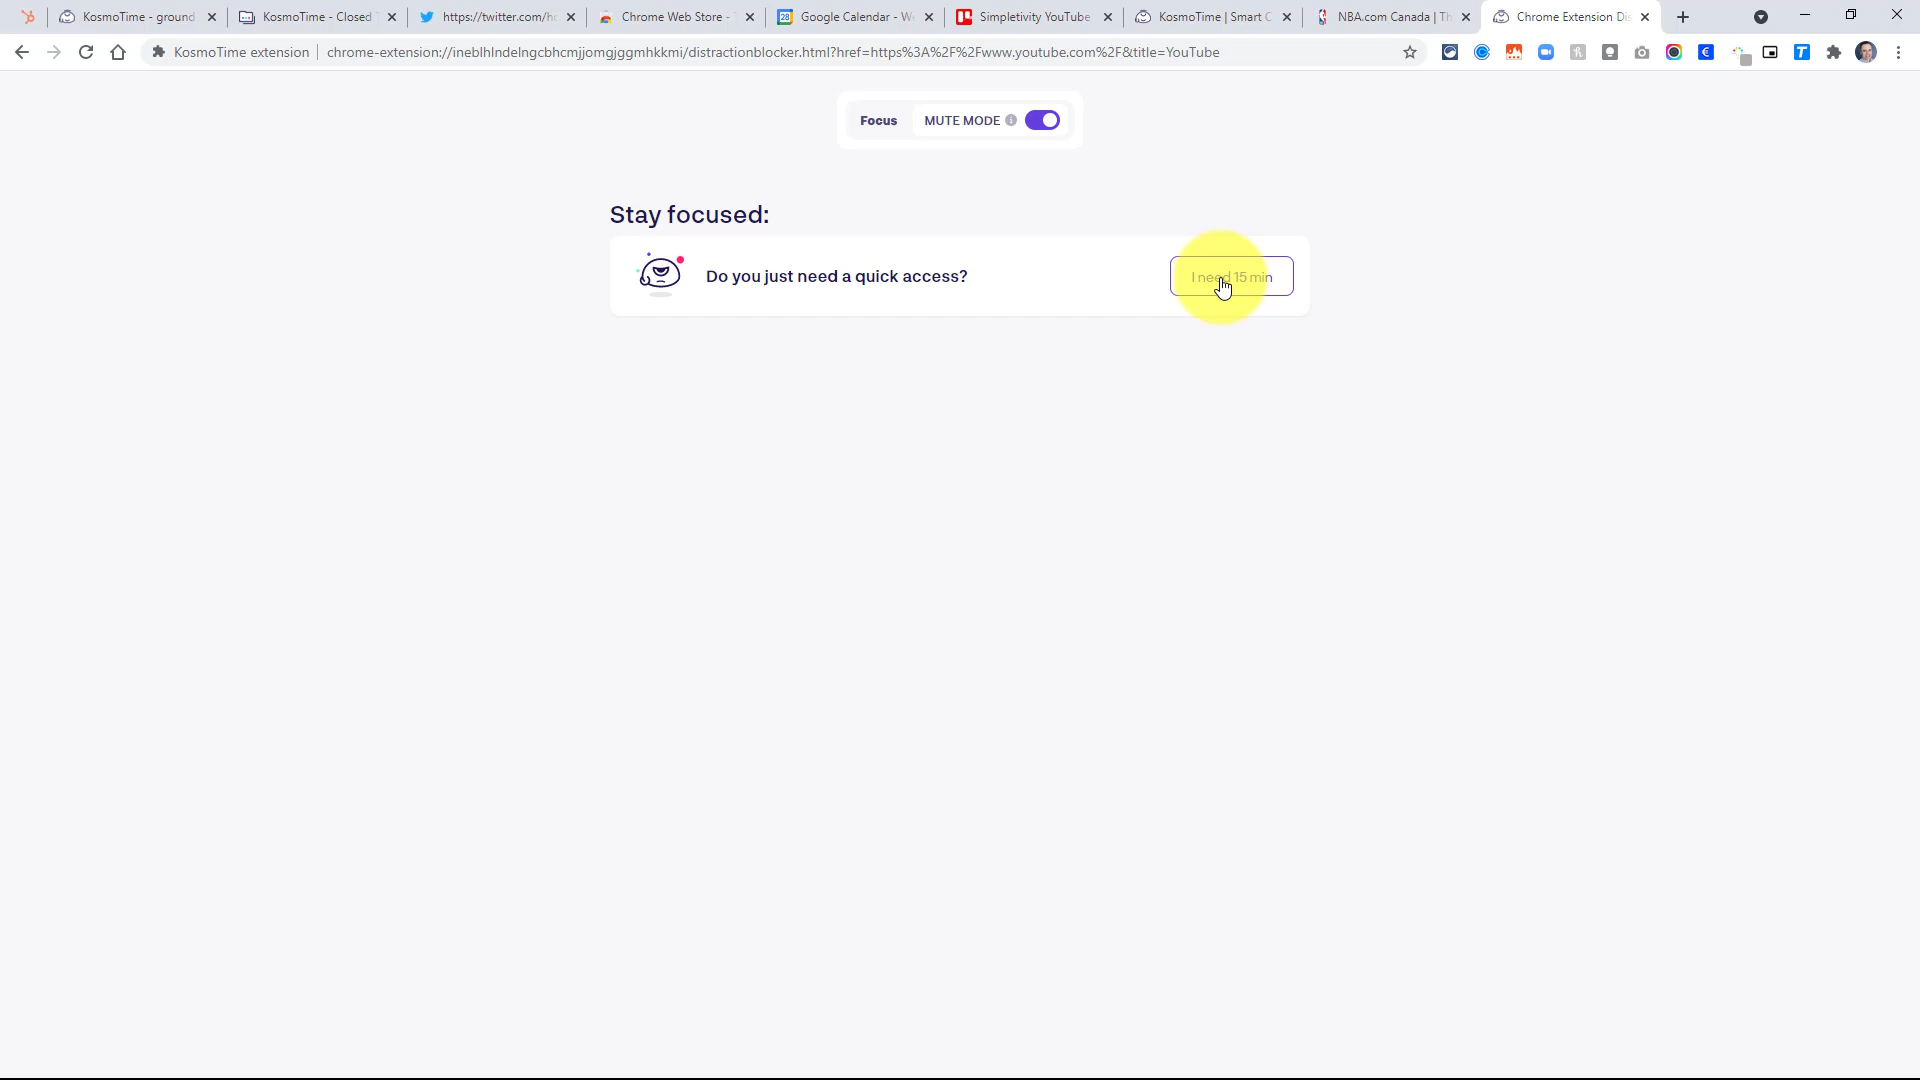 KosmoTime - ground
KosmoTime - Closed
https://twitter.com/h
Chrome Web Store -
Google Calendar - W
Simpletivity YouTube
KosmoTime | Smart C
NBA.com Canada | Th
Chrome Extension Dis
KosmoTime extension
chrome-extension://ineblhlndelngcbhcmjjomgjggmhkkmi/distractionblocker.html?href=https%3A%2F%2Fwww.youtube.com%2F&title=YouTube
Focus
MUTE MODE
Stay focused:
Do you just need a quick access?
I need 15 min